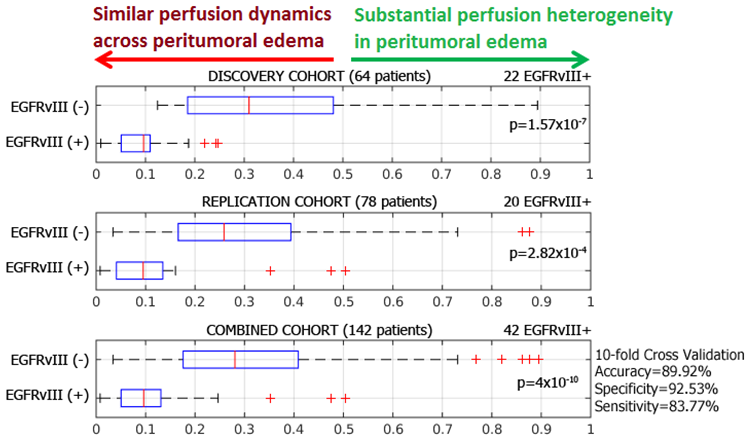 Similar perfusion dynamics
across peritumoral edema
Substantial perfusion heterogeneity
in peritumoral edema
DISCOVERY COHORT (64 patients) 22 EGFRvIII+
EGFRvIII (-)
p=1.57x10⁻⁷
EGFRvIII (+)
0 0.1 0.2 0.3 0.4 0.5 0.6 0.7 0.8 0.9 1
REPLICATION COHORT (78 patients) 20 EGFRvIII+
EGFRvIII (-)
p=2.82x10⁻⁴
EGFRvIII (+)
0 0.1 0.2 0.3 0.4 0.5 0.6 0.7 0.8 0.9 1
COMBINED COHORT (142 patients) 42 EGFRvIII+
EGFRvIII (-)
p=4x10⁻¹⁰
EGFRvIII (+)
0 0.1 0.2 0.3 0.4 0.5 0.6 0.7 0.8 0.9 1
10-fold Cross Validation
Accuracy=89.92%
Specificity=92.53%
Sensitivity=83.77%